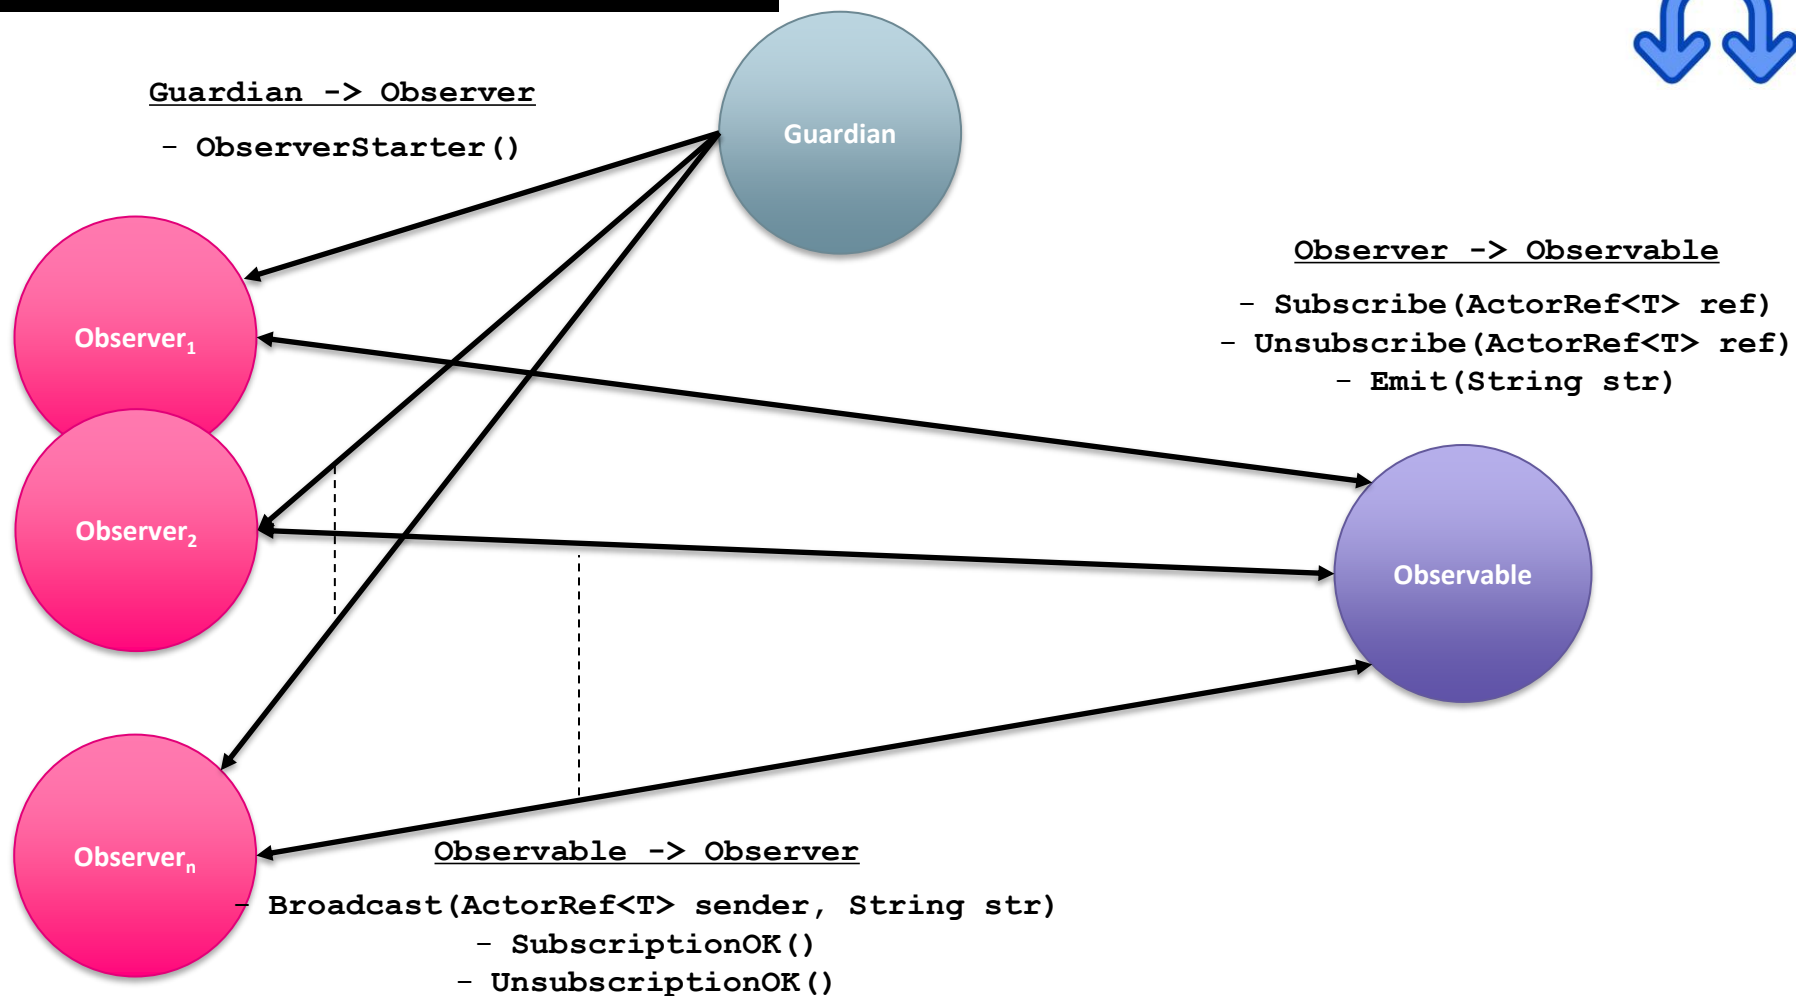 Guardian -> Observer
- ObserverStarter()
Guardian
Observer -> Observable
- Subscribe(ActorRef<T> ref)
- Unsubscribe(ActorRef<T> ref)
- Emit(String str)
Observer1
Observer2
Observable
Observern
Observable -> Observer
- Broadcast(ActorRef<T> sender, String str)
- SubscriptionOK()
- UnsubscriptionOK()